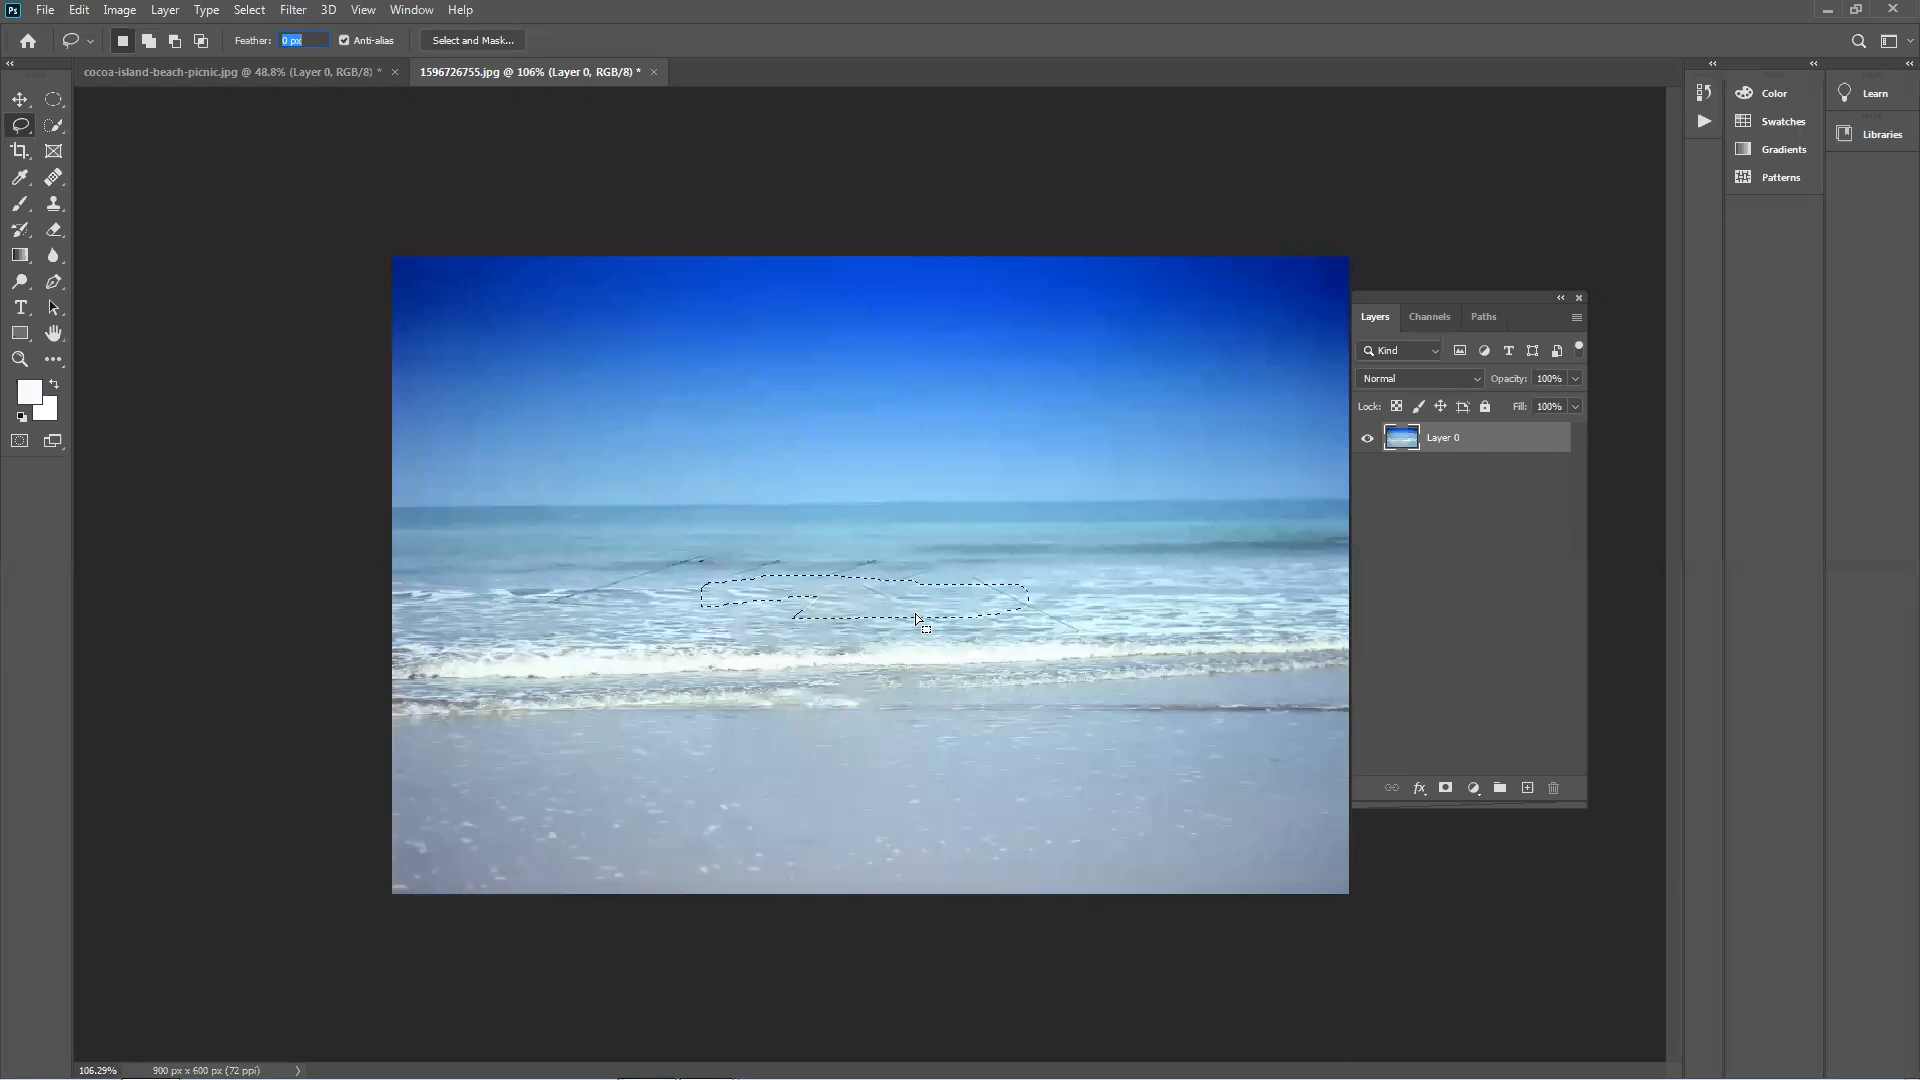 Ps File Edit Image Layer Type Select Filter 3D View Window Help
Feather: 0 px Anti-alias Select and Mask...
cocoa-island-beach-picnic.jpg @ 48.8% (Layer 0, RGB/8) * 1596726755.jpg @ 106% (Layer 0, RGB/8) *
Color
Swatches
Gradients
Patterns
Learn
Libraries
Layers Channels Paths
Kind
Normal Opacity: 100%
Lock: Fill: 100%
Layer 0
fx
106.29% 900 px x 600 px (72 ppi)